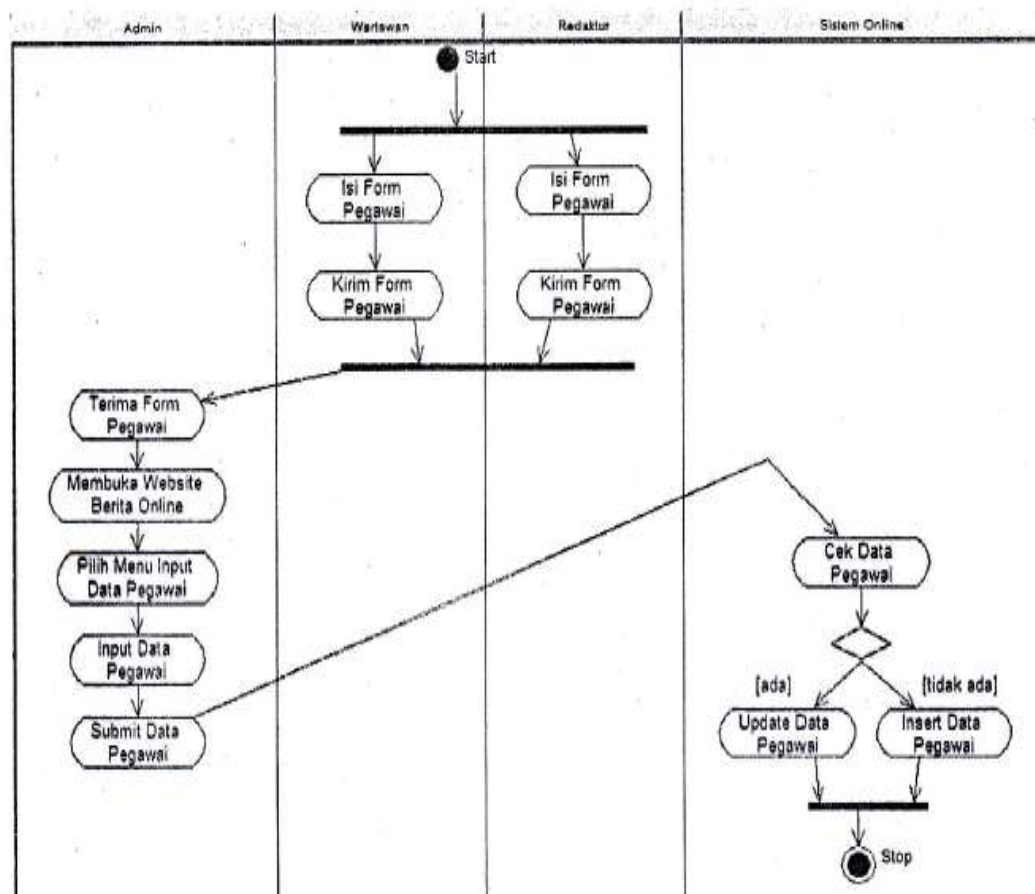 Admin
Wartawan
Redaktur
Sistem Online
Start
Isi Form
Pegawai
Isi Form
Pegawai
Kirim Form
Pegawai
Kirim Form
Pegawai
Terima Form
Pegawai
Membuka Website
Berita Online
Pilih Menu Input
Data Pegawai
Input Data
Pegawai
Submit Data
Pegawai
Cek Data
Pegawai
[ada]
[tidak ada]
Update Data
Pegawai
Insert Data
Pegawai
Stop